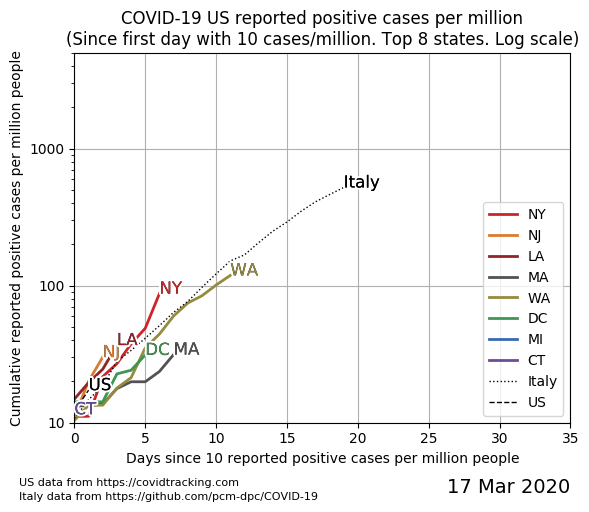 COVID-19 US reported positive cases per million
(Since first day with 10 cases/million. Top 8 states. Log scale)
Cumulative reported positive cases per million people
1000
100
10
Italy
WA
NY
LA
NJ
DC
MA
US
CT
NY
NJ
LA
MA
WA
DC
MI
CT
Italy
US
0 5 10 15 20 25 30 35
Days since 10 reported positive cases per million people
US data from https://covidtracking.com
Italy data from https://github.com/pcm-dpc/COVID-19
17 Mar 2020